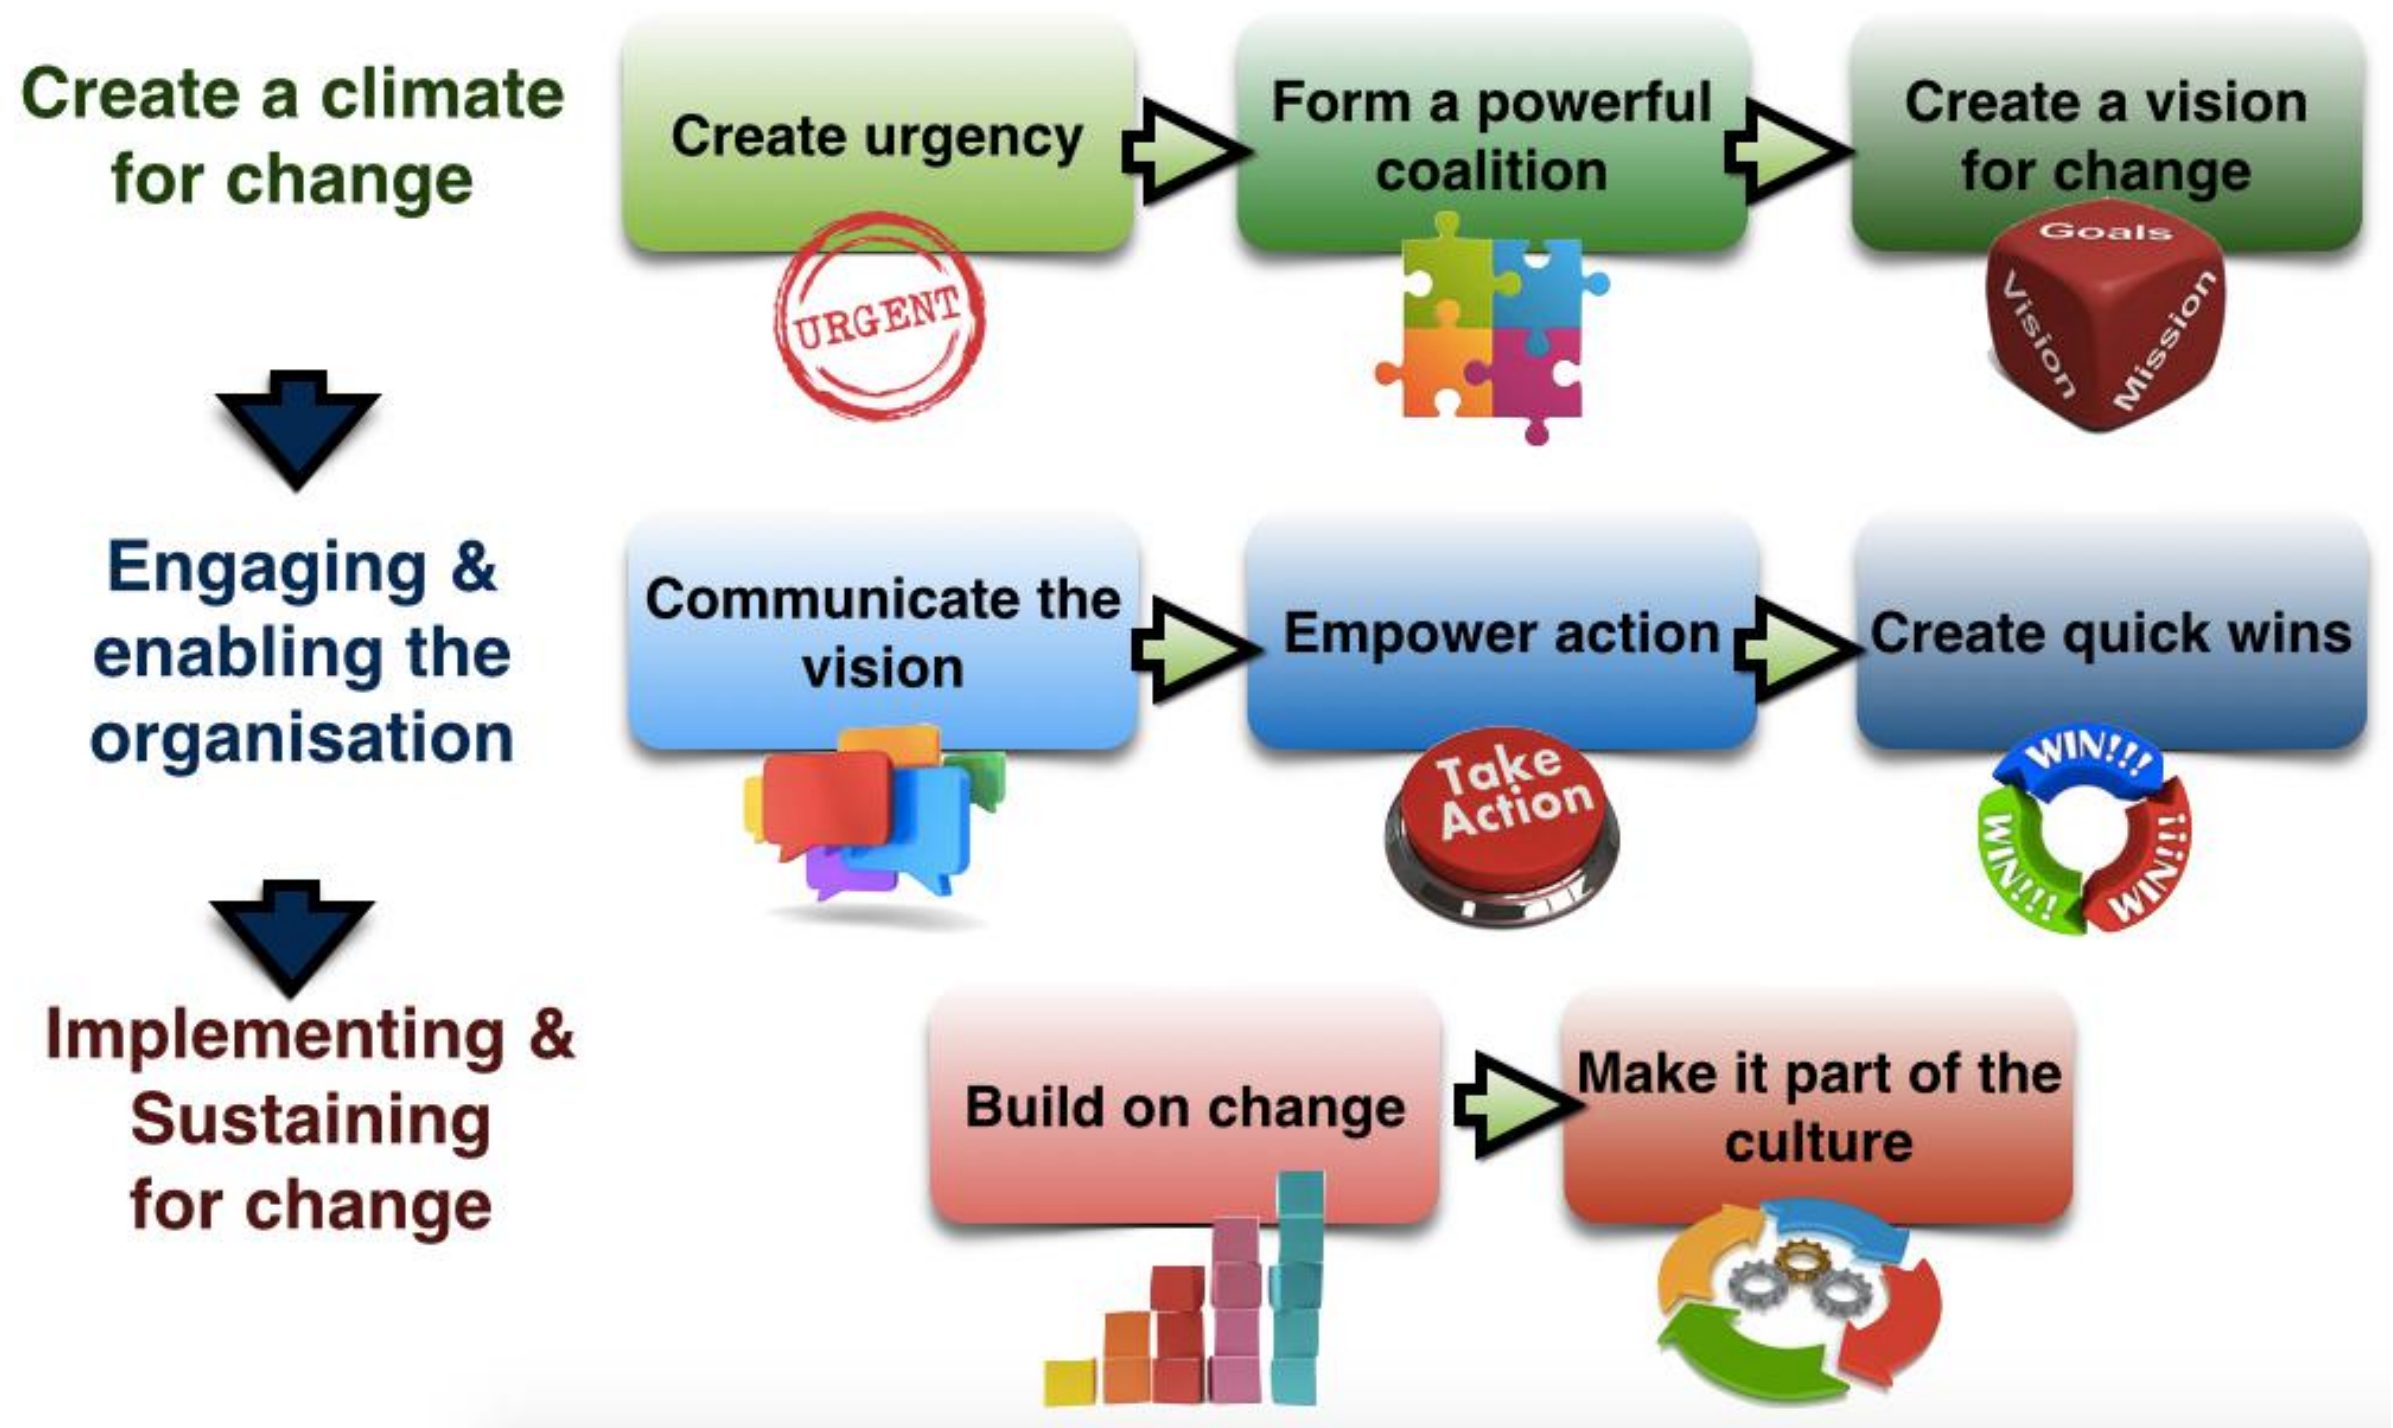 Create a climate
for change
Create urgency
URGENT
Form a powerful
coalition
Create a vision
for change
Goals
Vision
Mission
Engaging &
enabling the
organisation
Communicate the
vision
Empower action
Take
Action
Create quick wins
WIN!!!
WIN!!!
WIN!!!
Implementing &
Sustaining
for change
Build on change
Make it part of the
culture